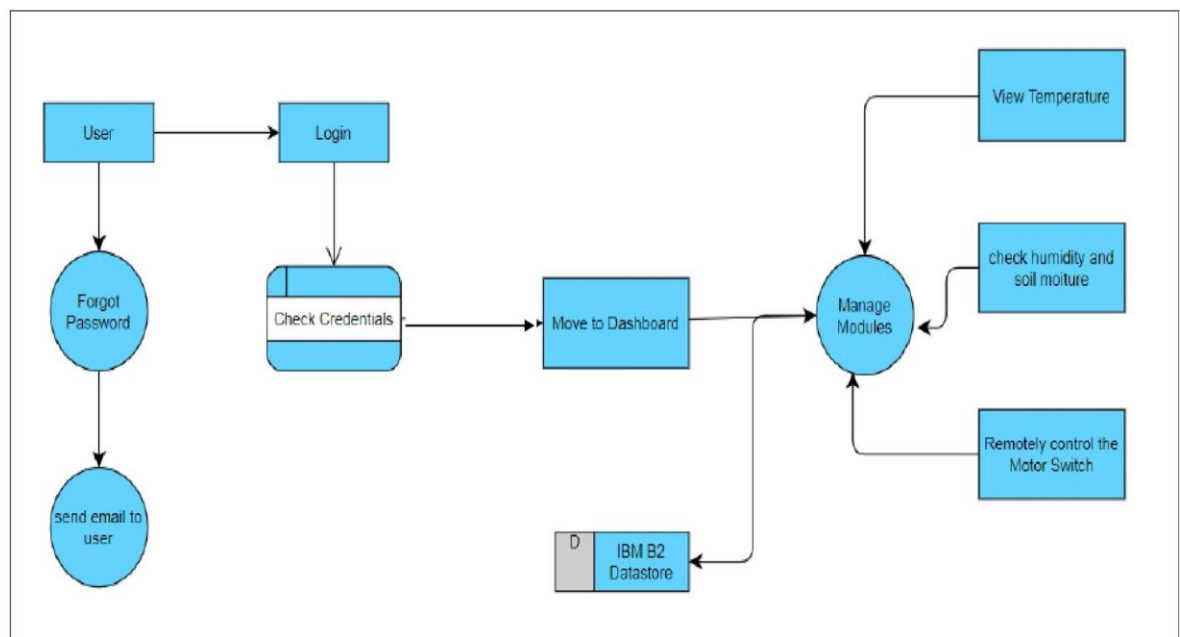 User
Login
View Temperature
Forgot
Password
Check Credentials
Move to Dashboard
Manage
Modules
check humidity and
soil moiture
Remotely control the
Motor Switch
send email to
user
D
IBM B2
Datastore